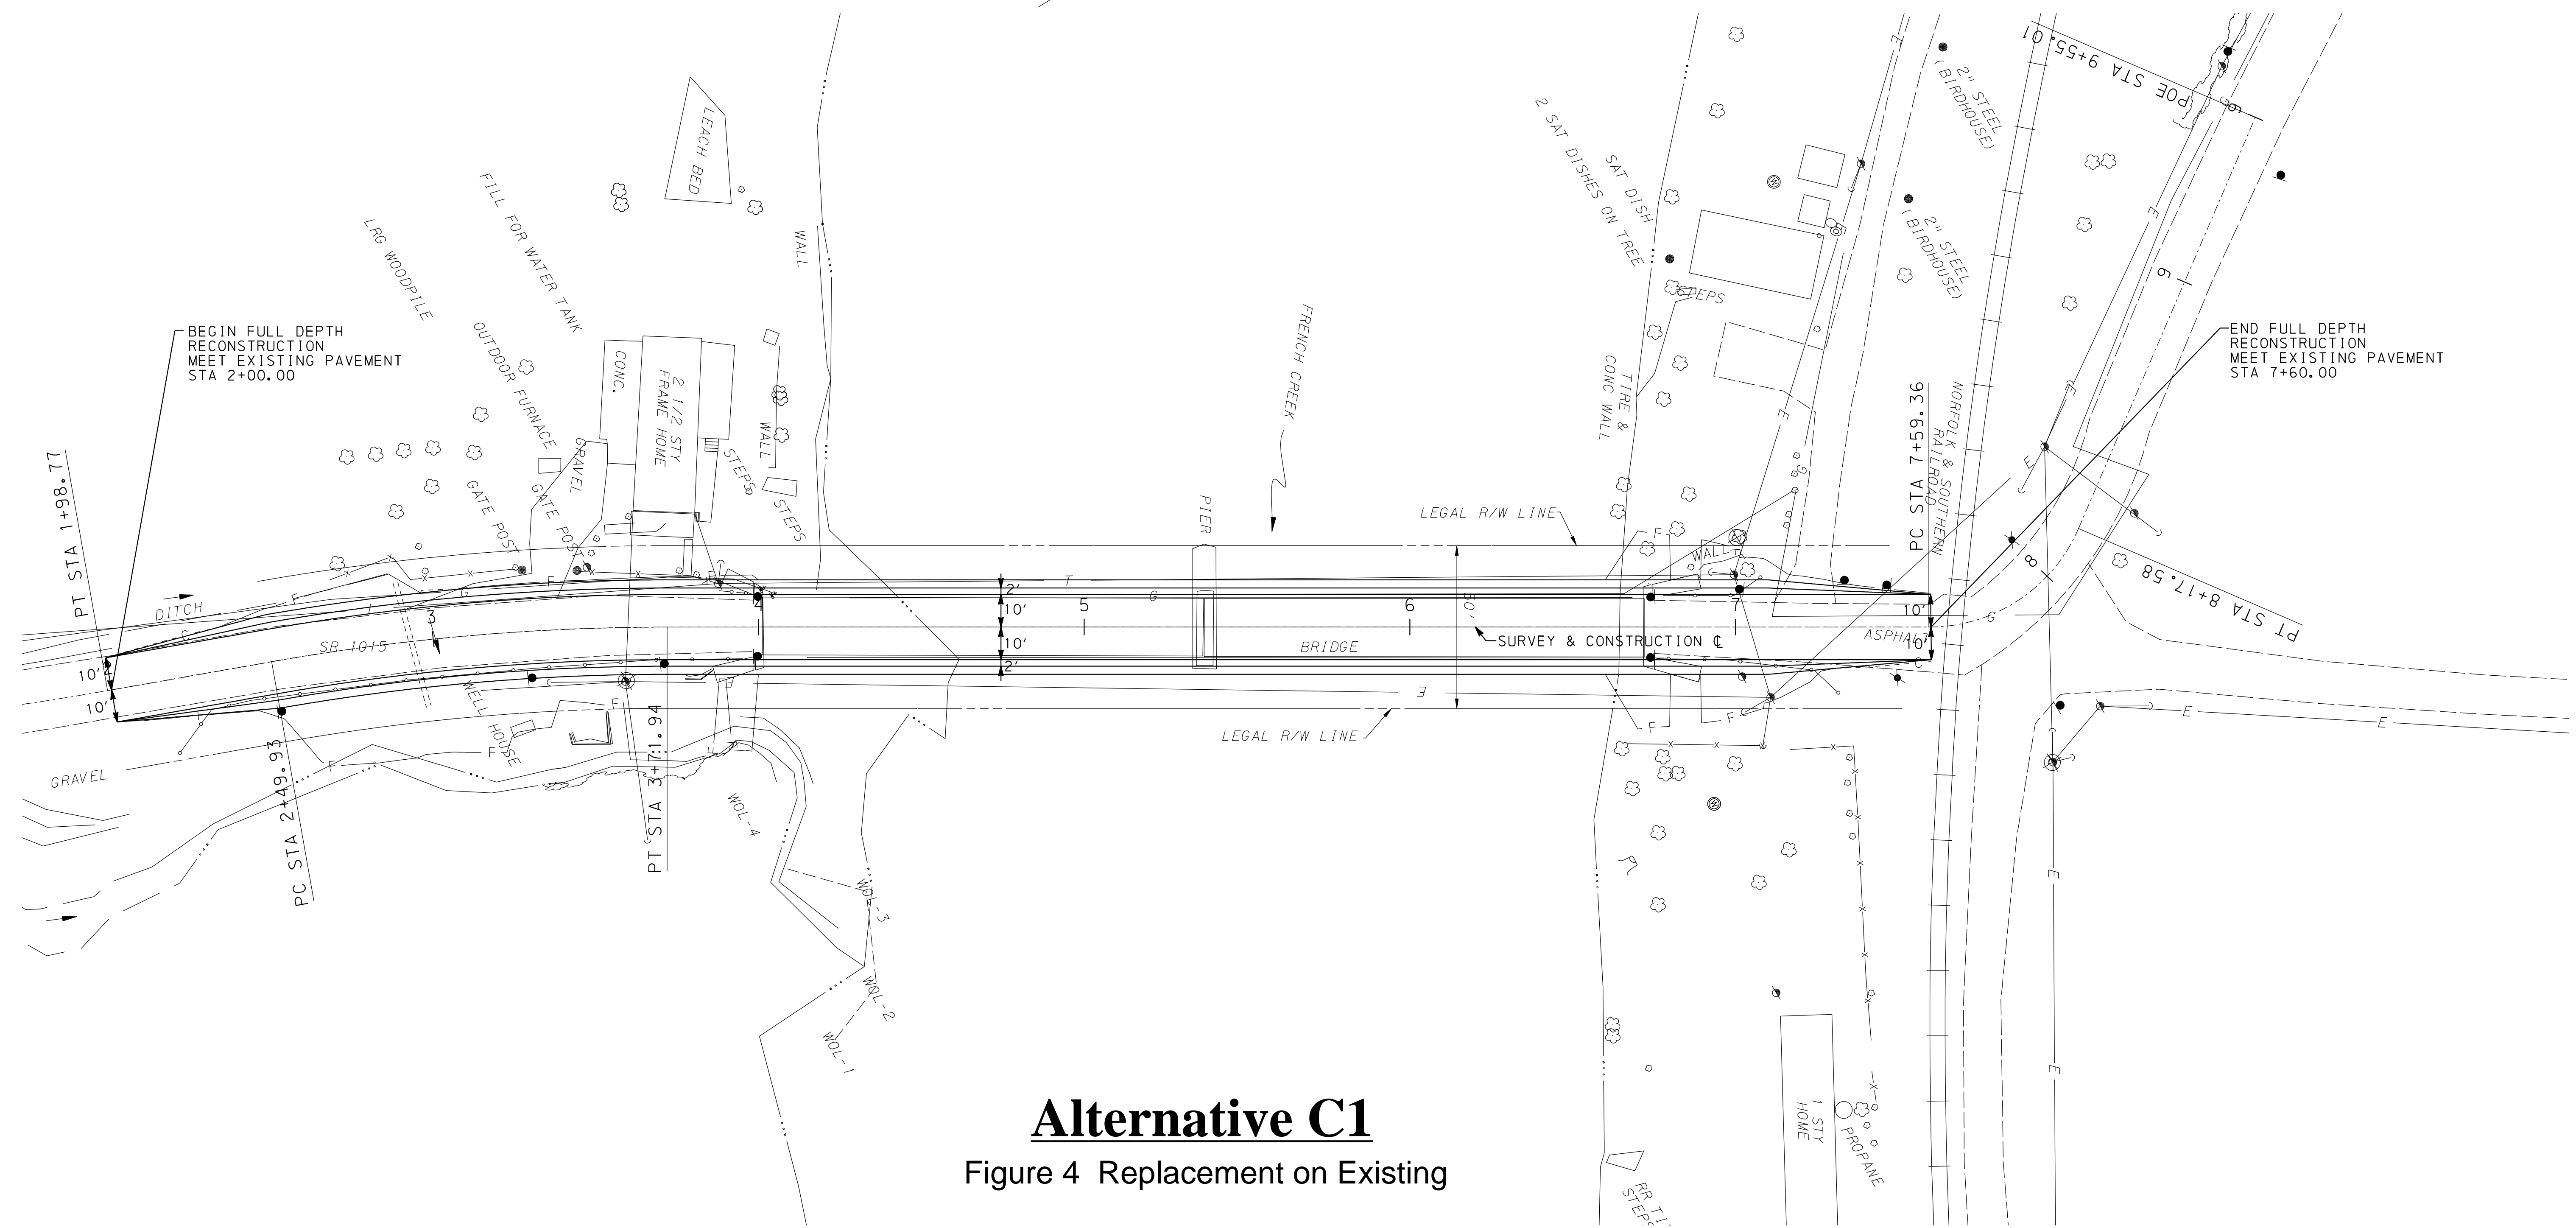 POE STA 9+55.01
2" STEEL
(BIRDHOUSE)
2 SAT DISHES ON TREE
SAT DISH
LEACH BED
FILL FOR WATER TANK
LRG WOODPILE
WALL
2" STEEL
(BIRDHOUSE)
9
6
STEPS
FRENCH CREEK
BEGIN FULL DEPTH
RECONSTRUCTION
MEET EXISTING PAVEMENT
STA 2+00.00
END FULL DEPTH
RECONSTRUCTION
MEET EXISTING PAVEMENT
STA 7+60.00
OUTDOOR FURNACE
CONC.
2 1/2 STY
FRAME HOME
TIRE &
CONC WALL
PC STA 7+59.36
NORFOLK & SOUTHERN
RAILROAD
PT STA 1+98.77
GRAVEL
WALL
STEPS
STEPS
GATE POST
GATE POST
PIER
LEGAL R/W LINE
WALL
8
PT STA 8+17.58
DITCH
SR 1015
3
4
5
6
7
2'
10'
10'
2'
50'
10'
10'
10'
10'
BRIDGE
SURVEY & CONSTRUCTION ℄
ASPHALT
LEGAL R/W LINE
GRAVEL
WELL HOUSE
PC STA 2+49.93
PT STA 3+71.94
WOL-4
WOL-3
WOL-2
WOL-1
1 STY
HOME
PROPANE
STEPS
Alternative C1
Figure 4 Replacement on Existing